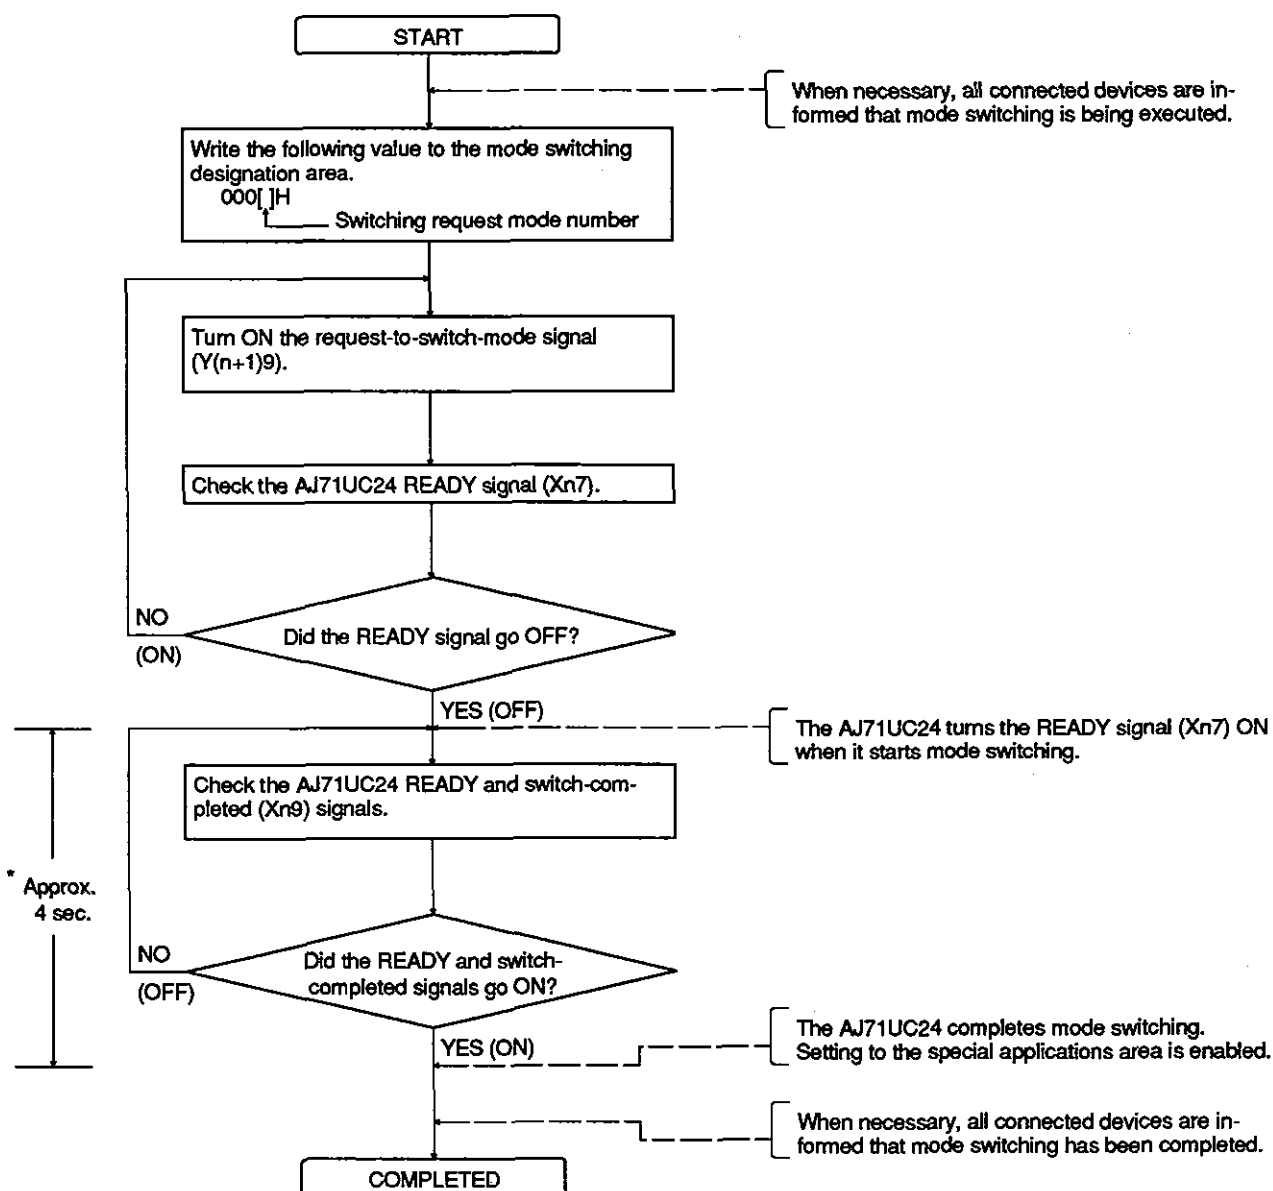 START
When necessary, all connected devices are in-
formed that mode switching is being executed.
Write the following value to the mode switching
designation area.
000[ ]H
Switching request mode number
Turn ON the request-to-switch-mode signal
(Y(n+1)9).
Check the AJ71UC24 READY signal (Xn7).
NO
(ON)
Did the READY signal go OFF?
YES (OFF)
The AJ71UC24 turns the READY signal (Xn7) ON
when it starts mode switching.
Check the AJ71UC24 READY and switch-com-
pleted (Xn9) signals.
* Approx.
4 sec.
NO
(OFF)
Did the READY and switch-
completed signals go ON?
YES (ON)
The AJ71UC24 completes mode switching.
Setting to the special applications area is enabled.
When necessary, all connected devices are in-
formed that mode switching has been completed.
COMPLETED